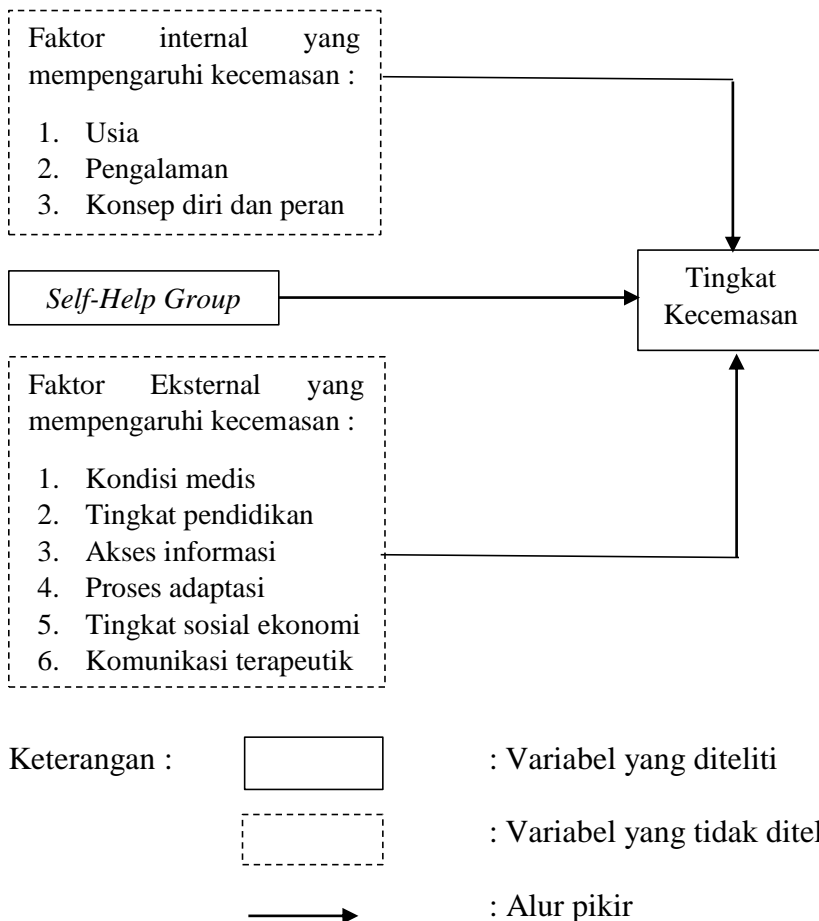 Faktor internal yang
mempengaruhi kecemasan :
1. Usia
2. Pengalaman
3. Konsep diri dan peran
Self-Help Group
Tingkat
Kecemasan
Faktor Eksternal yang
mempengaruhi kecemasan :
1. Kondisi medis
2. Tingkat pendidikan
3. Akses informasi
4. Proses adaptasi
5. Tingkat sosial ekonomi
6. Komunikasi terapeutik
Keterangan :
: Variabel yang diteliti
: Variabel yang tidak
: Alur pikir